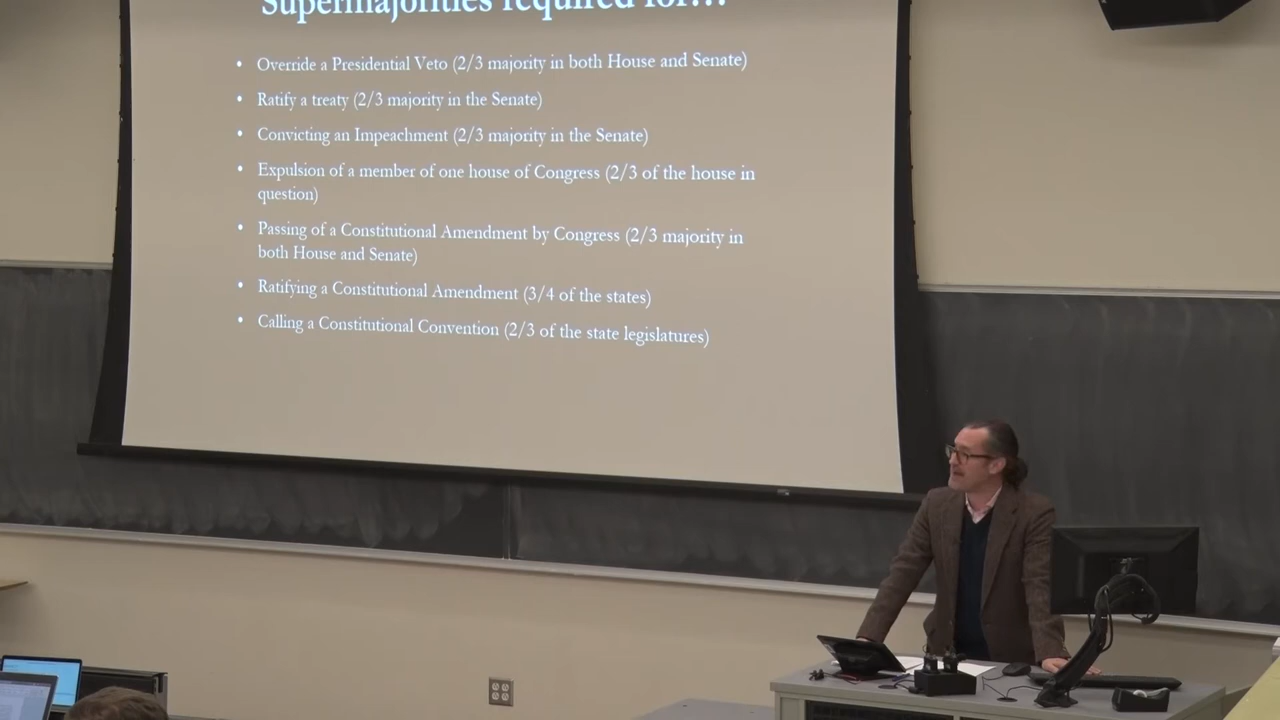 Supermajorities required for…
• Override a Presidential Veto (2/3 majority in both House and Senate)
• Ratify a treaty (2/3 majority in the Senate)
• Convicting an Impeachment (2/3 majority in the Senate)
• Expulsion of a member of one house of Congress (2/3 of the house in
question)
• Passing of a Constitutional Amendment by Congress (2/3 majority in
both House and Senate)
• Ratifying a Constitutional Amendment (3/4 of the states)
• Calling a Constitutional Convention (2/3 of the state legislatures)